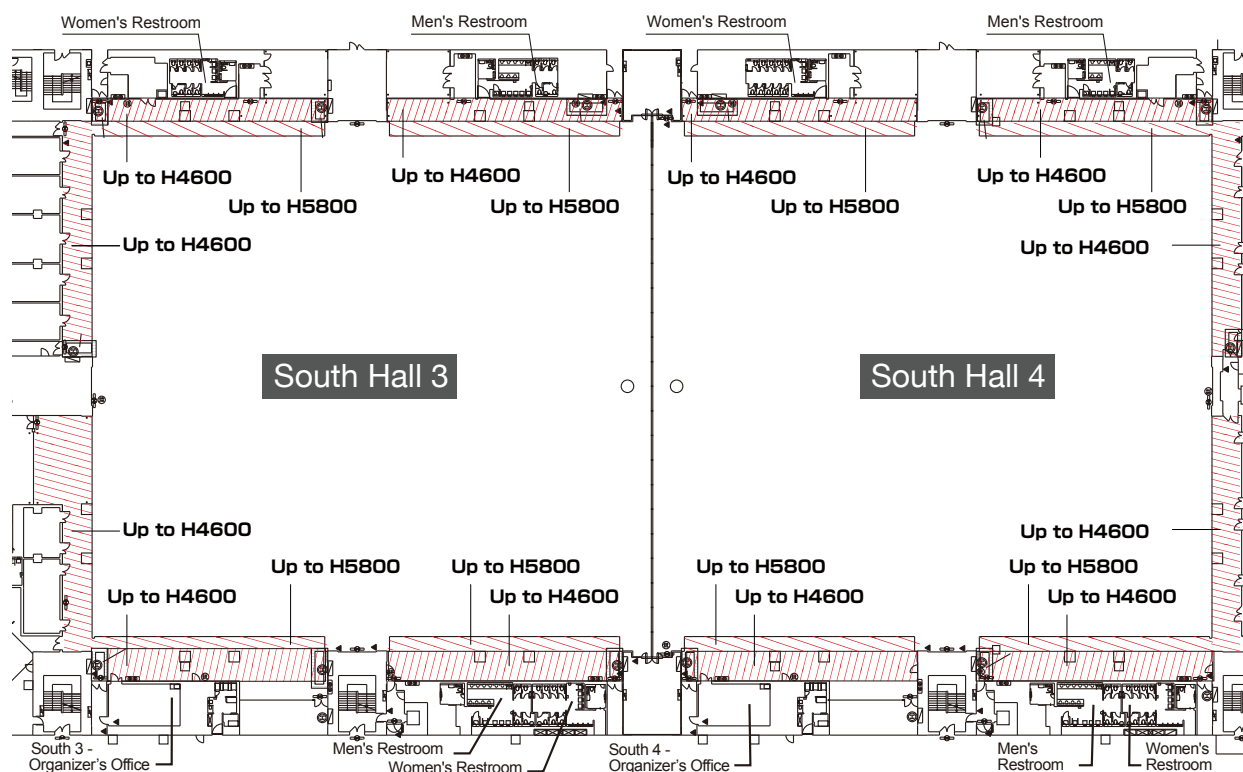 Women's Restroom
Men's Restroom
Women's Restroom
Men's Restroom
Up to H4600
Up to H4600
Up to H4600
Up to H4600
Up to H5800
Up to H5800
Up to H5800
Up to H5800
Up to H4600
Up to H4600
South Hall 3
South Hall 4
Up to H4600
Up to H4600
Up to H5800
Up to H5800
Up to H5800
Up to H5800
Up to H4600
Up to H4600
Up to H4600
Up to H4600
South 3 -
Organizer's Office
Men's Restroom
Women's Restroom
South 4 -
Organizer's Office
Men's
Restroom
Women's
Restroom